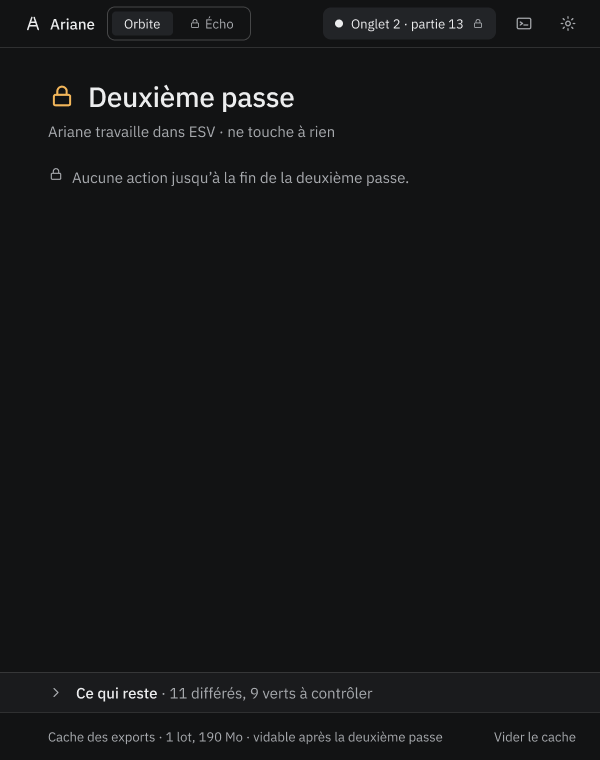 Ariane Orbite Écho Onglet 2 · partie 13
Deuxième passe
Ariane travaille dans ESV · ne touche à rien
Aucune action jusqu’à la fin de la deuxième passe.
Ce qui reste · 11 différés, 9 verts à contrôler
Cache des exports · 1 lot, 190 Mo · vidable après la deuxième passe Vider le cache